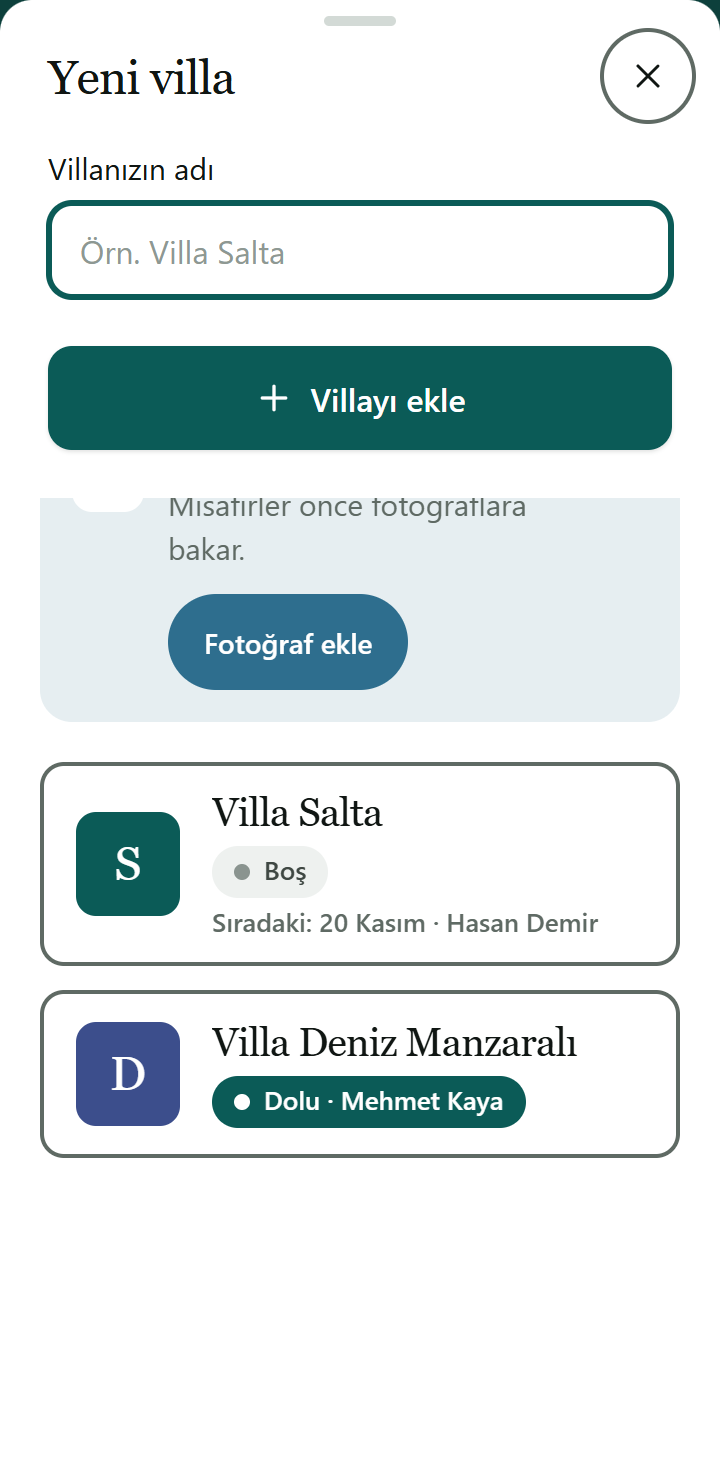 Yeni villa
Villanızın adı
Örn. Villa Salta
Villayı ekle
Misafirler önce fotoğraflara
bakar.
Fotoğraf ekle
S
Villa Salta
Boş
Sıradaki: 20 Kasım · Hasan Demir
D
Villa Deniz Manzaralı
Dolu · Mehmet Kaya